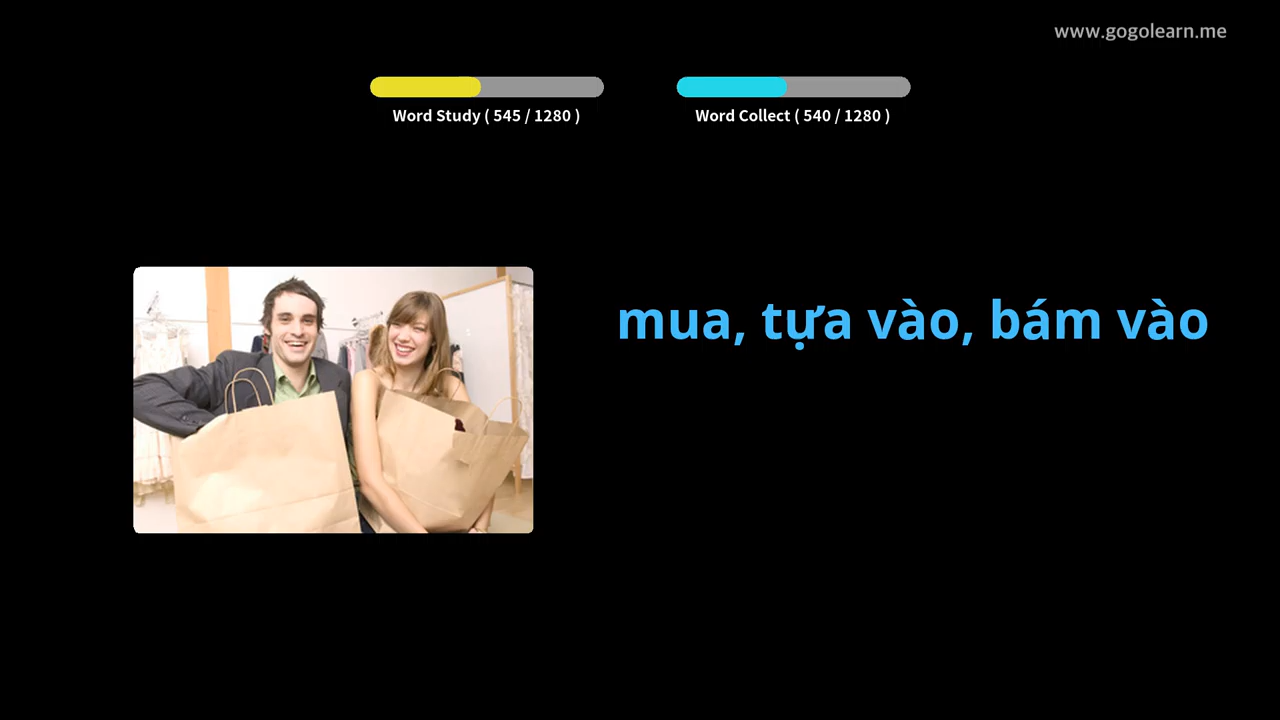 www.gogolearn.me
Word Study ( 545 / 1280 )
Word Collect ( 540 / 1280 )
mua, tựa vào, bám vào